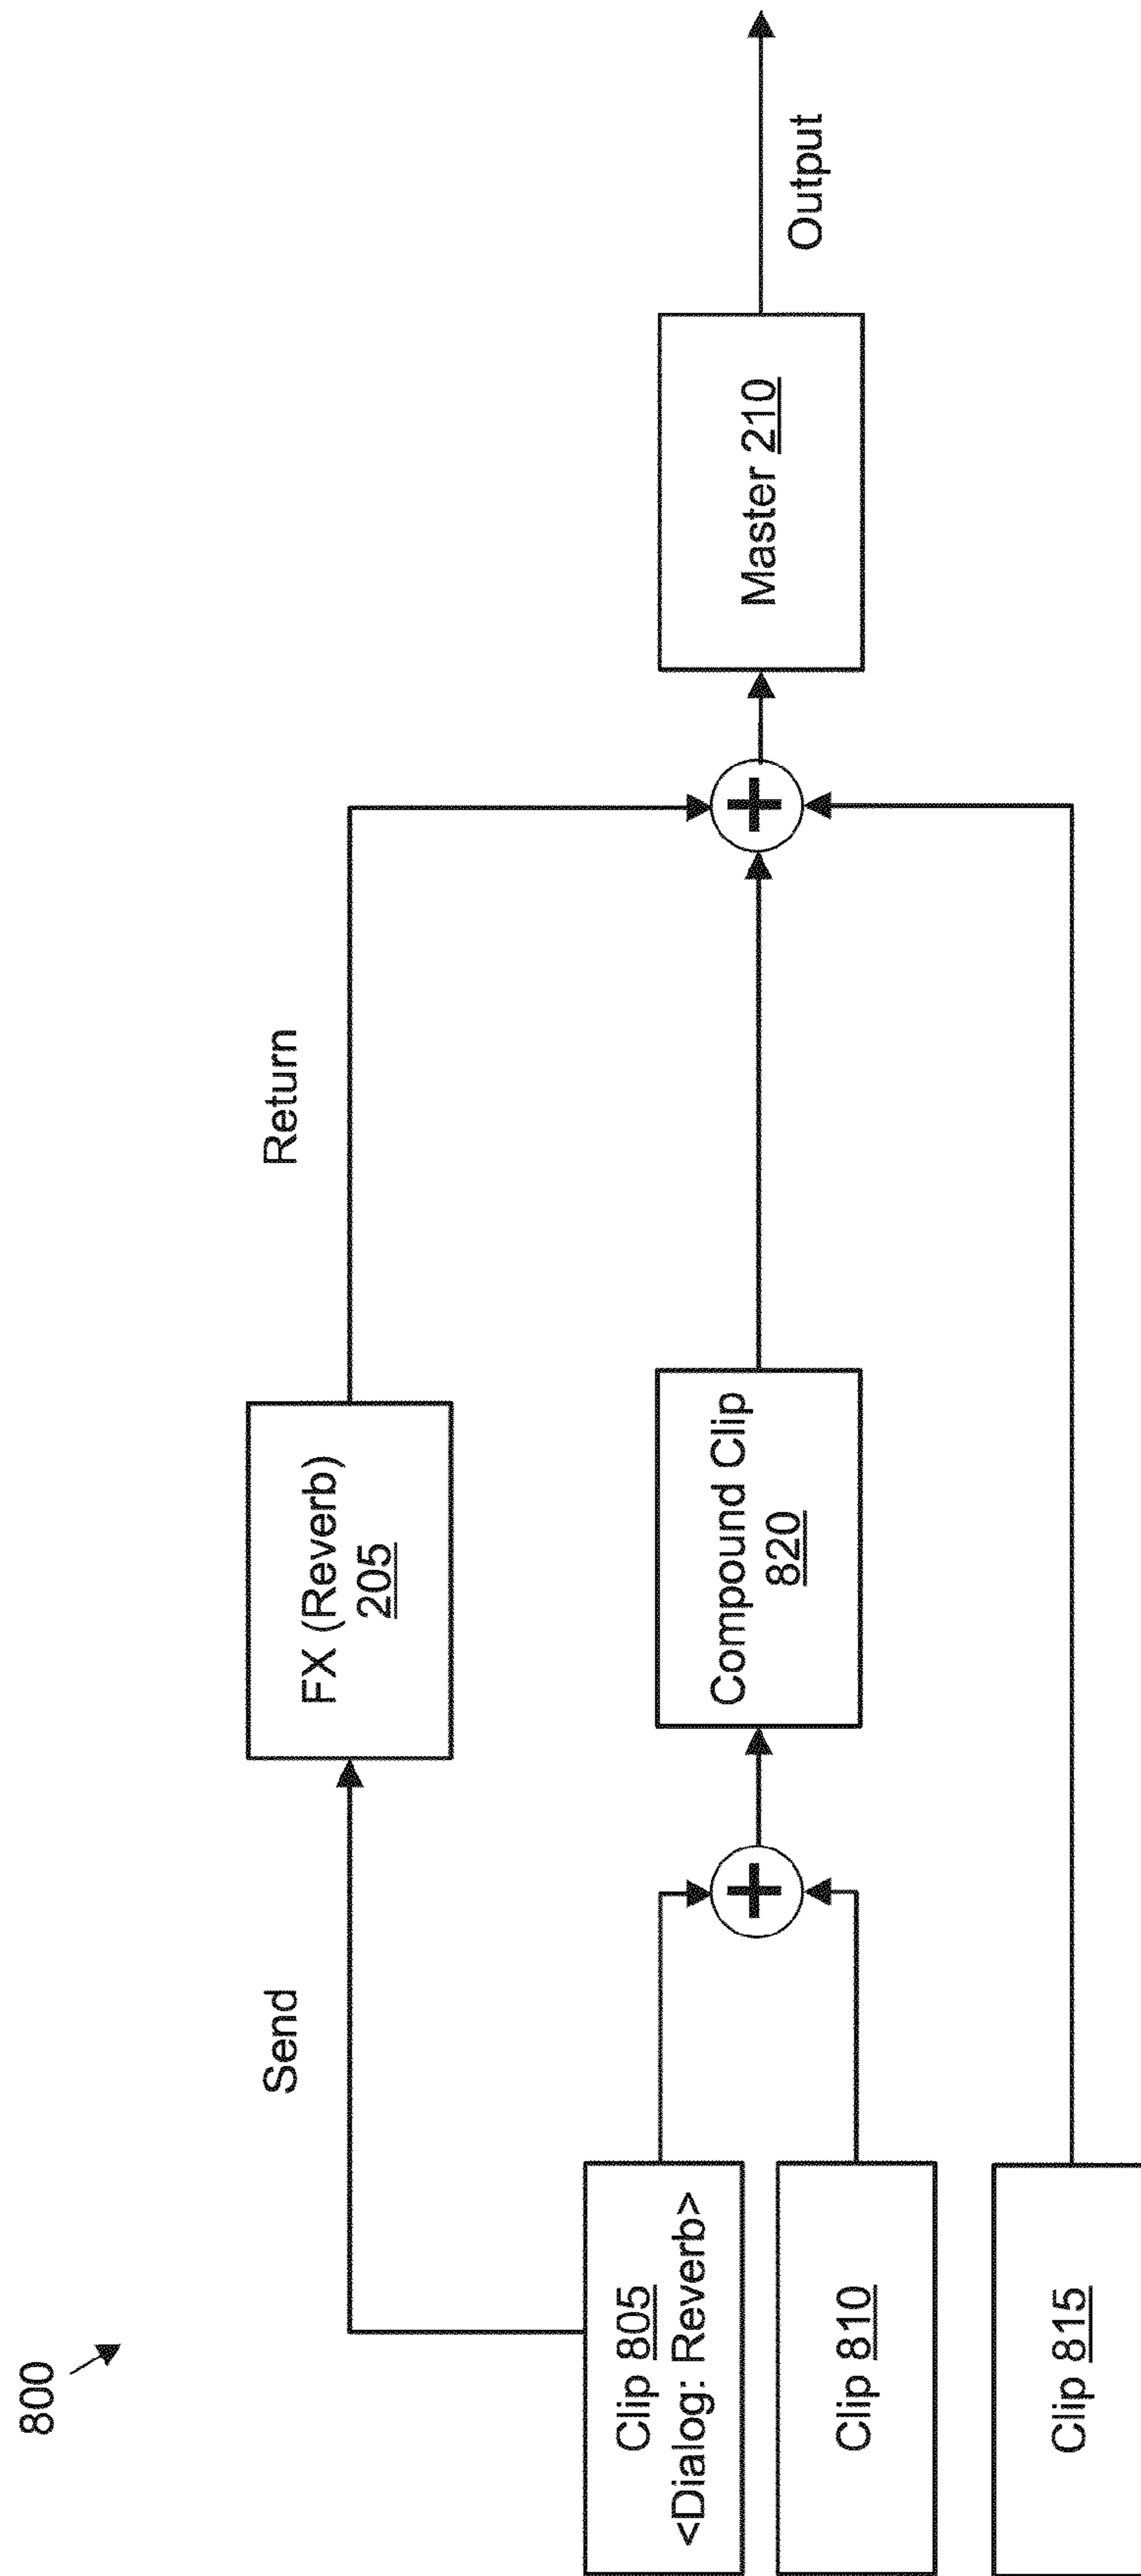 800
Send
Return
FX (Reverb)
205
Clip 805
<Dialog: Reverb>
Clip 810
Compound Clip
820
Master 210
Output
Clip 815